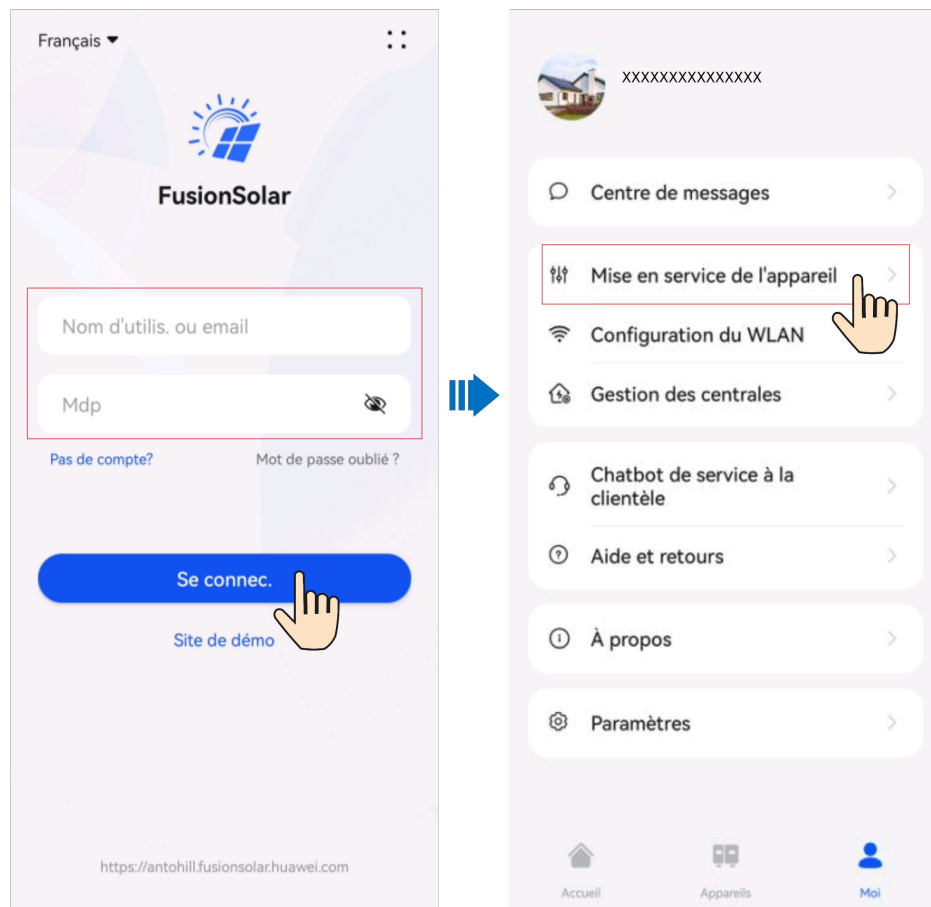 Français
FusionSolar
Nom d'utilis. ou email
Mdp
Pas de compte?
Mot de passe oublié ?
Se connec.
Site de démo
https://antohill.fusionsolar.huawei.com
xxxxxxxxxxxxxxx
Centre de messages
Mise en service de l'appareil
Configuration du WLAN
Gestion des centrales
Chatbot de service à la
clientèle
Aide et retours
À propos
Paramètres
Accueil
Appareils
Moi